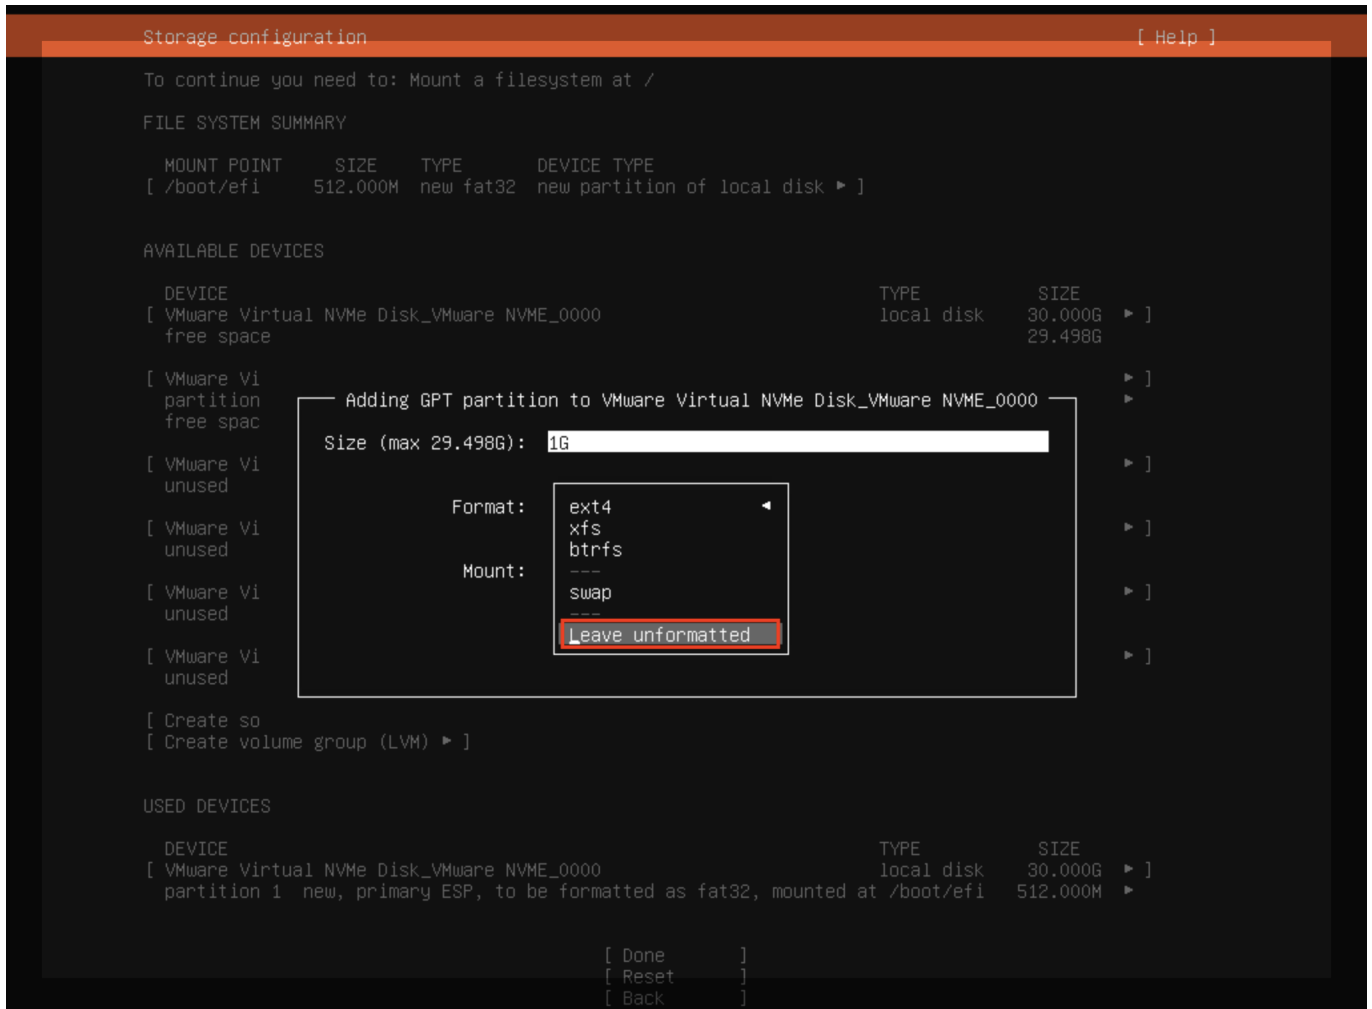 Storage configuration [ Help ]
To continue you need to: Mount a filesystem at /
FILE SYSTEM SUMMARY
MOUNT POINT SIZE TYPE DEVICE TYPE
[ /boot/efi 512.000M new fat32 new partition of local disk ▸ ]
AVAILABLE DEVICES
DEVICE TYPE SIZE
[ VMware Virtual NVMe Disk_VMware NVME_0000 local disk 30.000G ▸ ]
free space 29.498G
[ VMware Vi ▸ ]
partition ▸
free spac
[ VMware Vi ▸ ]
unused
[ VMware Vi ▸ ]
unused
[ VMware Vi ▸ ]
unused
[ VMware Vi ▸ ]
unused
[ Create so
[ Create volume group (LVM) ▸ ]
Adding GPT partition to VMware Virtual NVMe Disk_VMware NVME_0000
Size (max 29.498G): 1G
Format:
ext4 ◂
xfs
btrfs
---
Mount:
swap
---
Leave unformatted
USED DEVICES
DEVICE TYPE SIZE
[ VMware Virtual NVMe Disk_VMware NVME_0000 local disk 30.000G ▸ ]
partition 1 new, primary ESP, to be formatted as fat32, mounted at /boot/efi 512.000M ▸
[ Done ]
[ Reset ]
[ Back ]